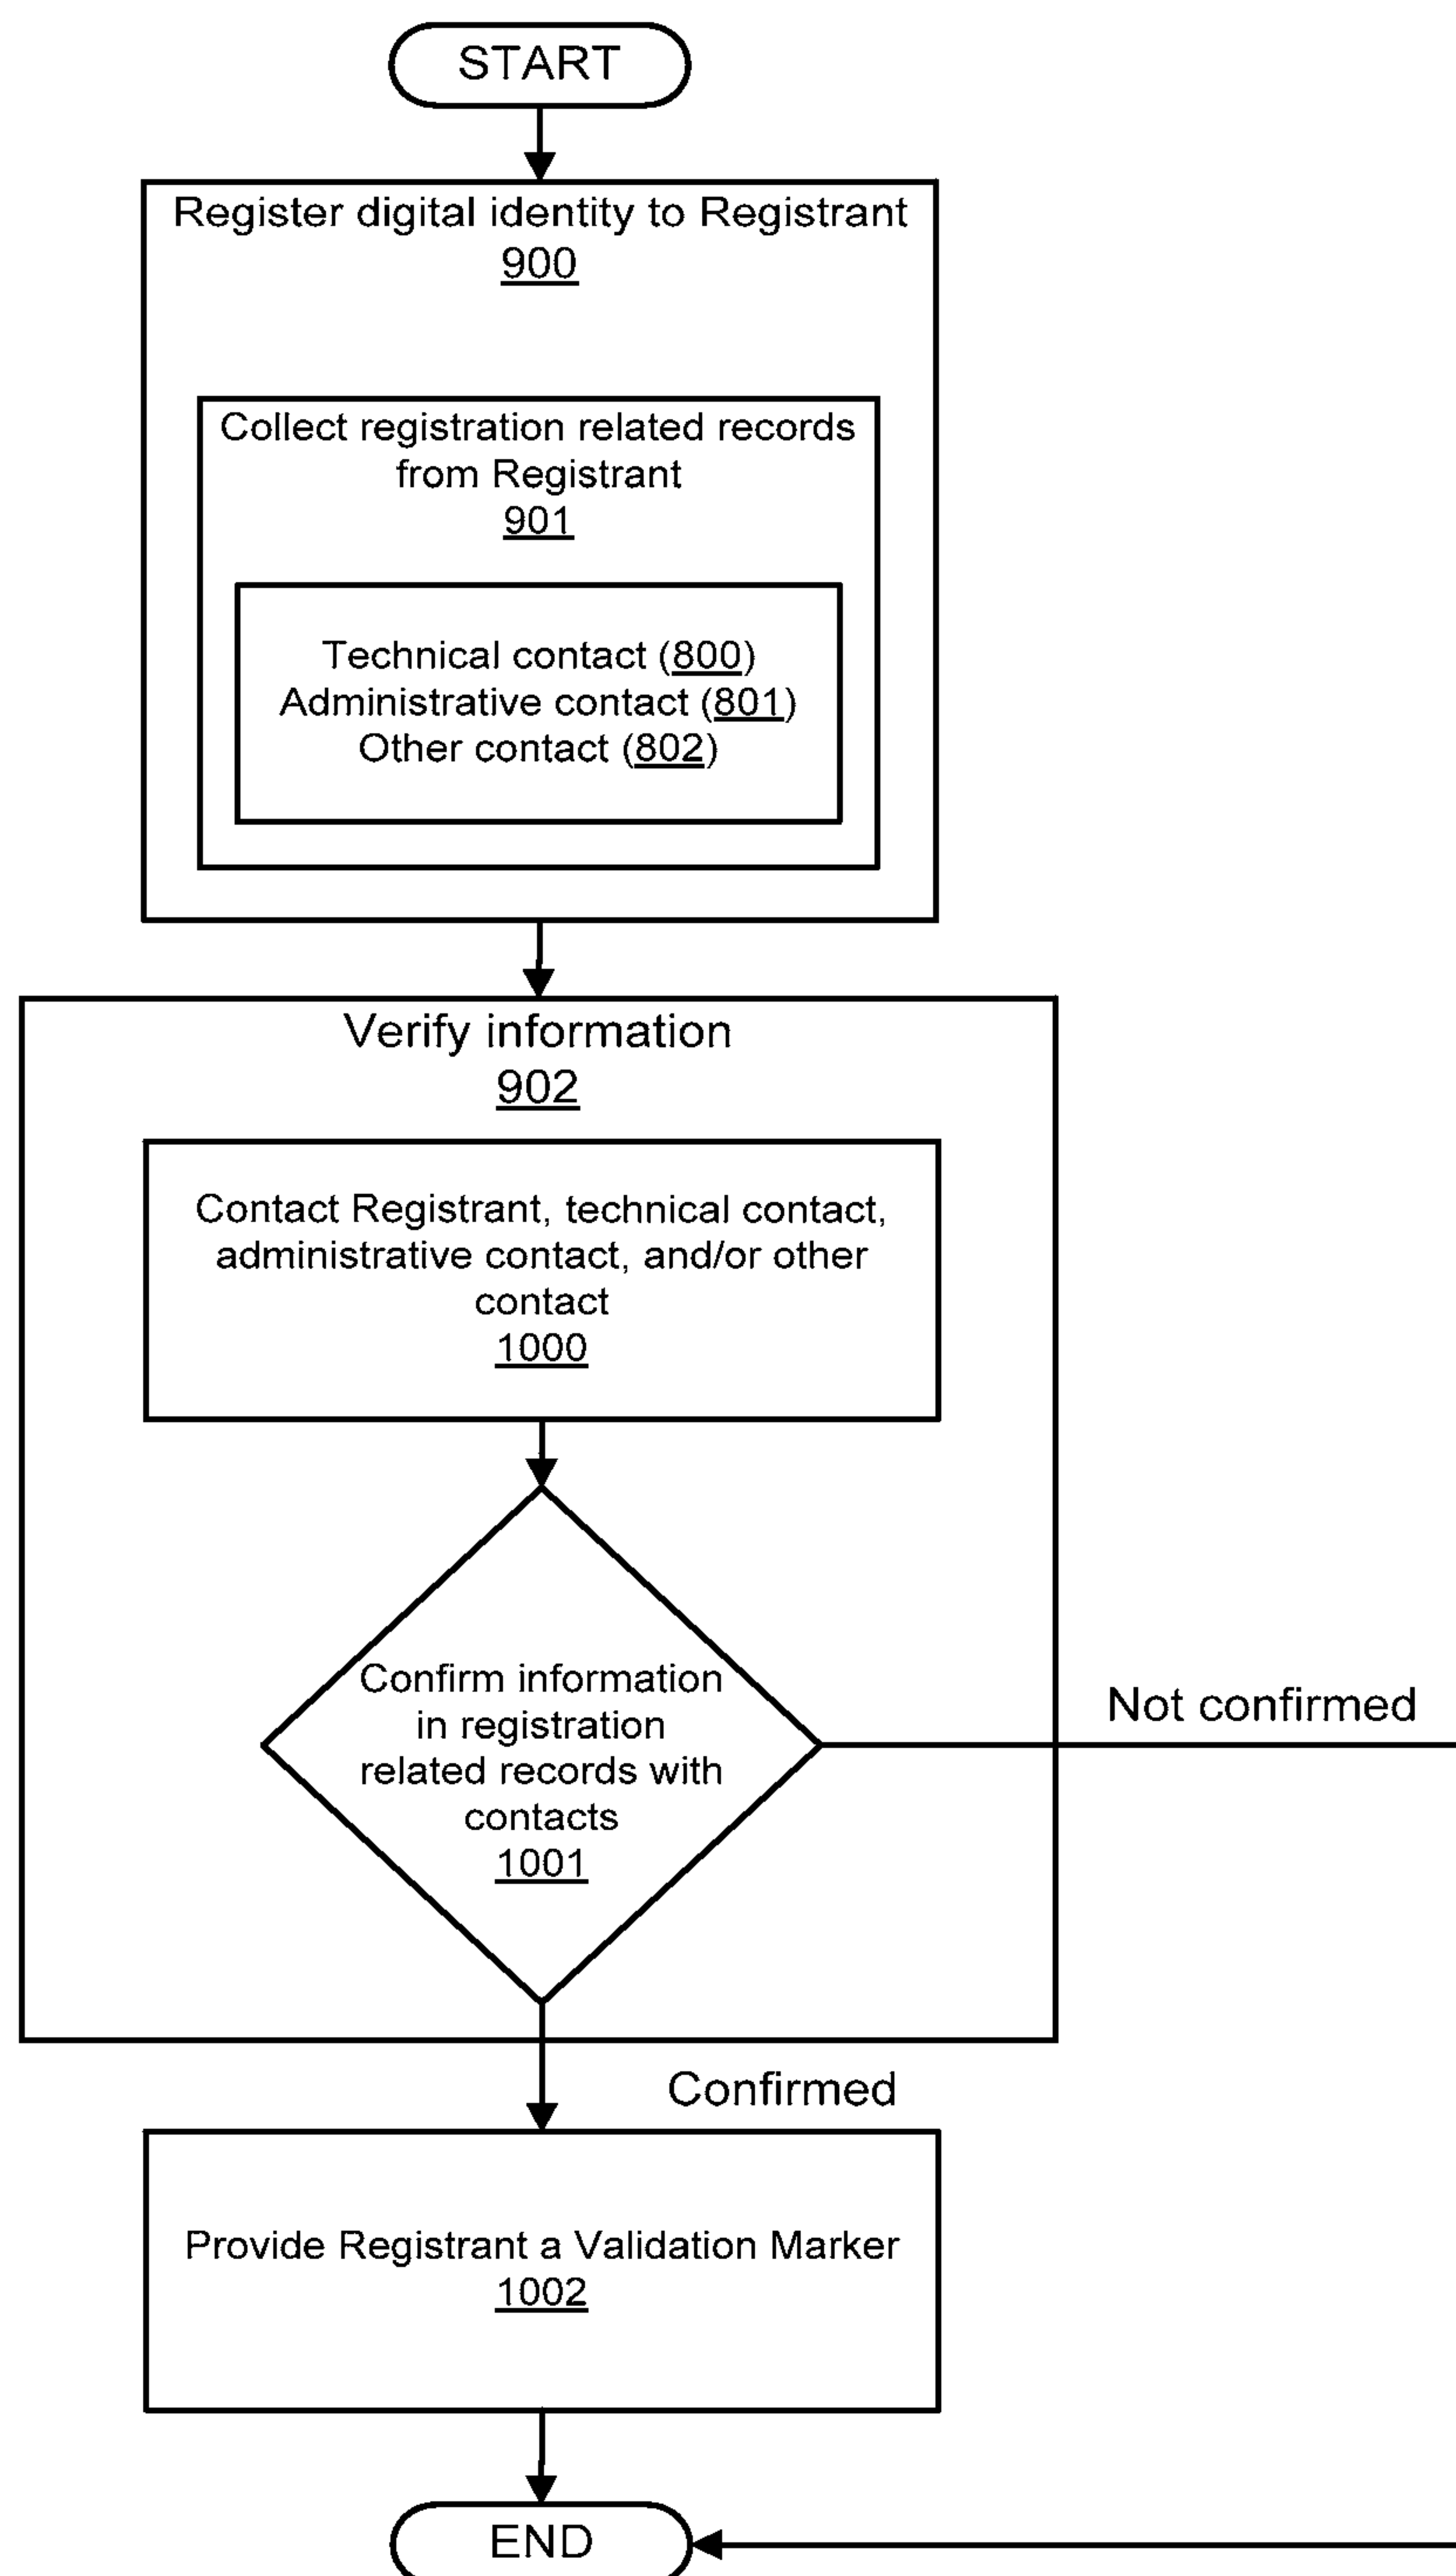 START
Register digital identity to Registrant
900
Collect registration related records
from Registrant
901
Technical contact (800)
Administrative contact (801)
Other contact (802)
Verify information
902
Contact Registrant, technical contact,
administrative contact, and/or other
contact
1000
Confirm information
in registration
related records with
contacts
1001
Not confirmed
Confirmed
Provide Registrant a Validation Marker
1002
END